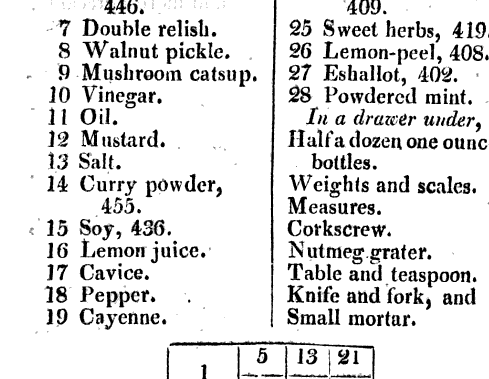 446.
7 Double relish.
8 Walnut pickle.
9 Mushroom catsup.
10 Vinegar.
11 Oil.
12 Mustard.
13 Salt.
14 Curry powder,
455.
15 Soy, 436.
16 Lemon juice.
17 Cavice.
18 Pepper.
19 Cayenne.
409.
25 Sweet herbs, 419.
26 Lemon-peel, 408.
27 Eshallot, 402.
28 Powdered mint.
In a drawer under,
Half a dozen one ounc
bottles.
Weights and scales.
Measures.
Corkscrew.
Nutmeg grater.
Table and teaspoon.
Knife and fork, and
Small mortar.
5 13 21
1